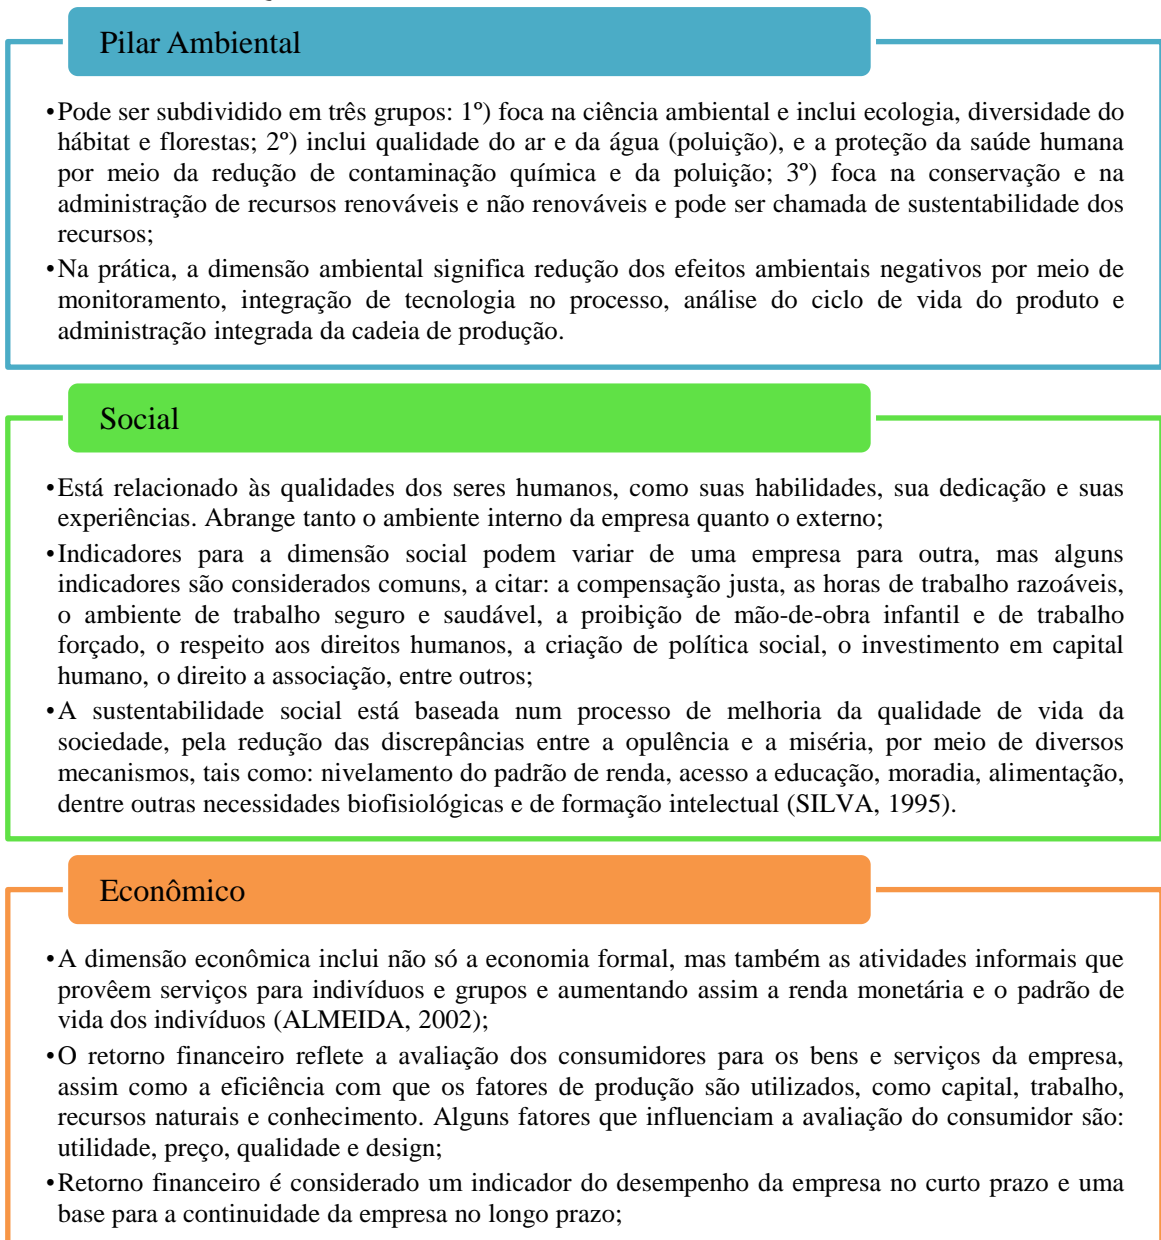 Pilar Ambiental
•Pode ser subdividido em três grupos: 1º) foca na ciência ambiental e inclui ecologia, diversidade do
hábitat e florestas; 2º) inclui qualidade do ar e da água (poluição), e a proteção da saúde humana
por meio da redução de contaminação química e da poluição; 3º) foca na conservação e na
administração de recursos renováveis e não renováveis e pode ser chamada de sustentabilidade dos
recursos;
•Na prática, a dimensão ambiental significa redução dos efeitos ambientais negativos por meio de
monitoramento, integração de tecnologia no processo, análise do ciclo de vida do produto e
administração integrada da cadeia de produção.
Social
•Está relacionado às qualidades dos seres humanos, como suas habilidades, sua dedicação e suas
experiências. Abrange tanto o ambiente interno da empresa quanto o externo;
•Indicadores para a dimensão social podem variar de uma empresa para outra, mas alguns
indicadores são considerados comuns, a citar: a compensação justa, as horas de trabalho razoáveis,
o ambiente de trabalho seguro e saudável, a proibição de mão-de-obra infantil e de trabalho
forçado, o respeito aos direitos humanos, a criação de política social, o investimento em capital
humano, o direito a associação, entre outros;
•A sustentabilidade social está baseada num processo de melhoria da qualidade de vida da
sociedade, pela redução das discrepâncias entre a opulência e a miséria, por meio de diversos
mecanismos, tais como: nivelamento do padrão de renda, acesso a educação, moradia, alimentação,
dentre outras necessidades biofisiológicas e de formação intelectual (SILVA, 1995).
Econômico
•A dimensão econômica inclui não só a economia formal, mas também as atividades informais que
provêem serviços para indivíduos e grupos e aumentando assim a renda monetária e o padrão de
vida dos indivíduos (ALMEIDA, 2002);
•O retorno financeiro reflete a avaliação dos consumidores para os bens e serviços da empresa,
assim como a eficiência com que os fatores de produção são utilizados, como capital, trabalho,
recursos naturais e conhecimento. Alguns fatores que influenciam a avaliação do consumidor são:
utilidade, preço, qualidade e design;
•Retorno financeiro é considerado um indicador do desempenho da empresa no curto prazo e uma
base para a continuidade da empresa no longo prazo;